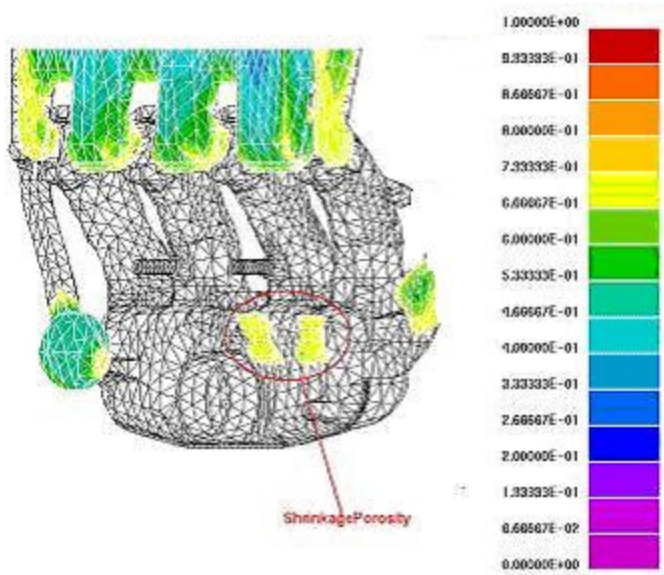 1.00000E+00
9.33333E-01
8.66667E-01
8.00000E-01
7.33333E-01
6.66667E-01
6.00000E-01
5.33333E-01
4.66667E-01
4.00000E-01
3.33333E-01
2.66667E-01
2.00000E-01
1.33333E-01
6.66667E-02
0.00000E+00
ShrinkagePorosity